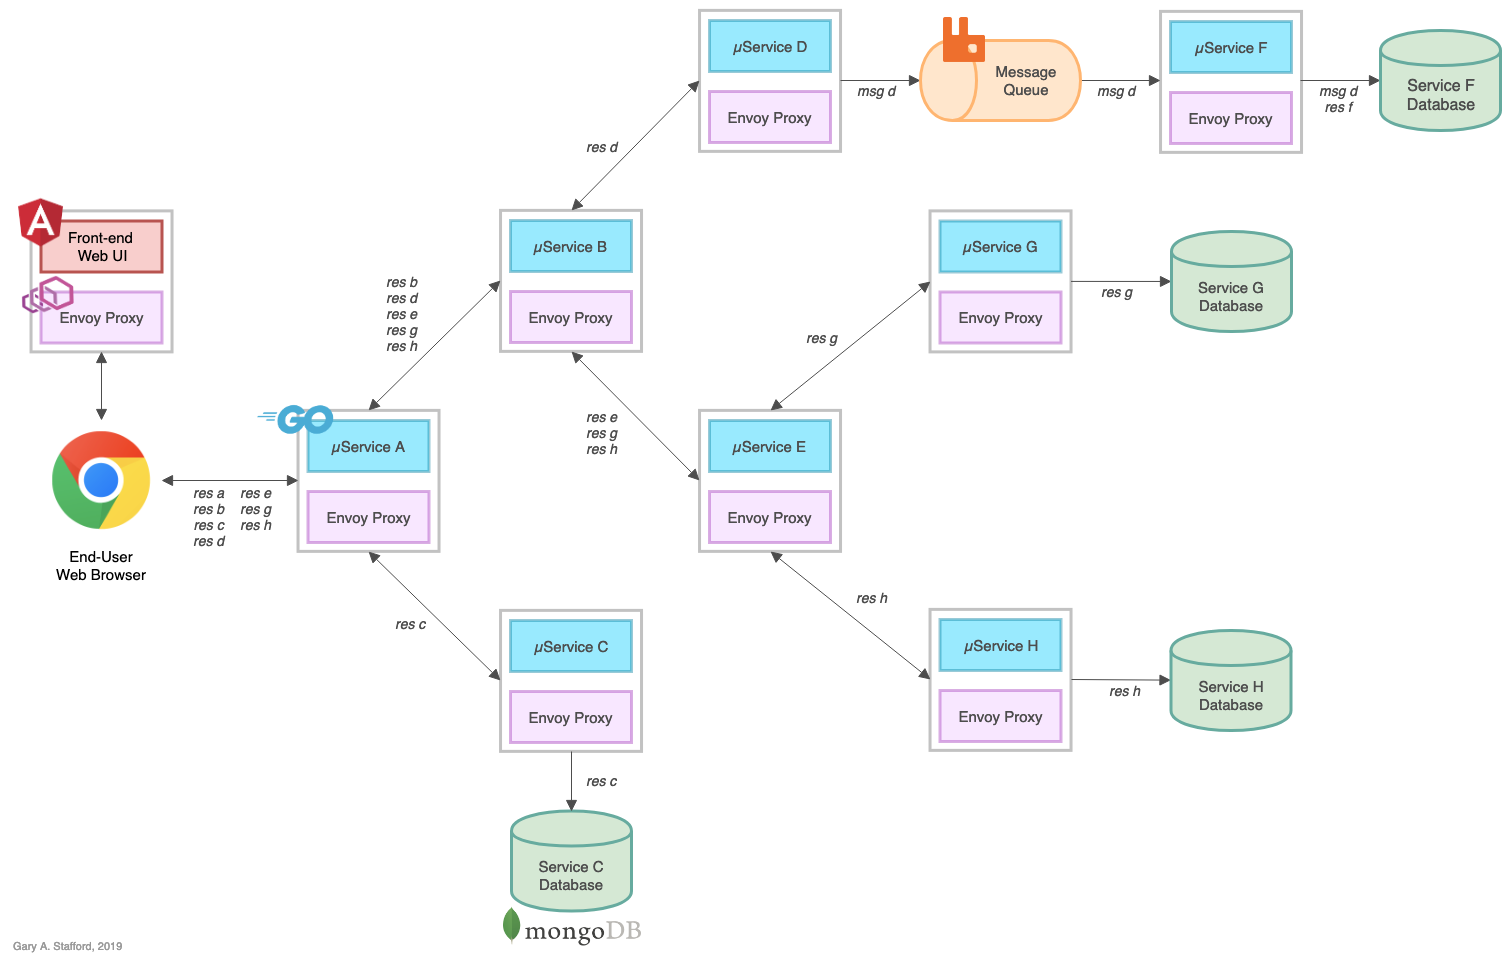 µService D
Envoy Proxy
msg d
Message
Queue
msg d
µService F
Envoy Proxy
msg d
res f
Service F
Database
res d
A
Front-end
Web UI
Envoy Proxy
res b
res d
res e
res g
res h
µService B
Envoy Proxy
µService G
Envoy Proxy
res g
Service G
Database
res g
res e
res g
res h
GO
µService A
Envoy Proxy
µService E
Envoy Proxy
res a res e
res b res g
res c res h
res d
End-User
Web Browser
res c
res h
µService C
Envoy Proxy
µService H
Envoy Proxy
res h
Service H
Database
res c
Service C
Database
mongoDB
Gary A. Stafford, 2019